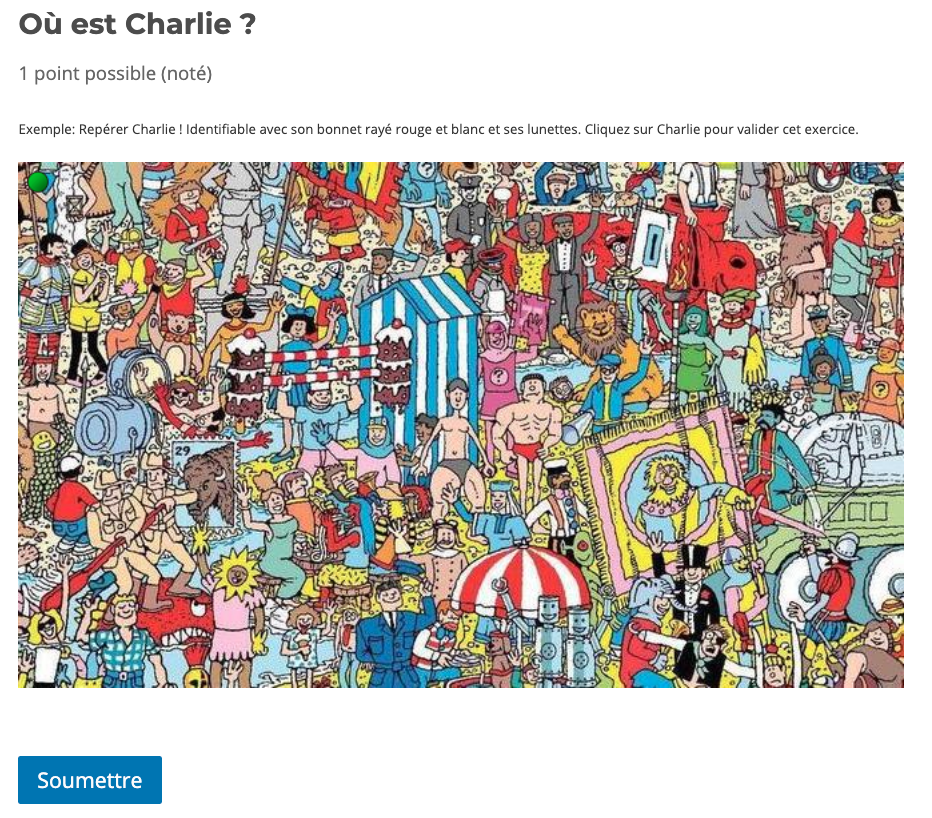 Où est Charlie ?
1 point possible (noté)
Exemple: Repérer Charlie ! Identifiable avec son bonnet rayé rouge et blanc et ses lunettes. Cliquez sur Charlie pour valider cet exercice.
29
?
?
Soumettre